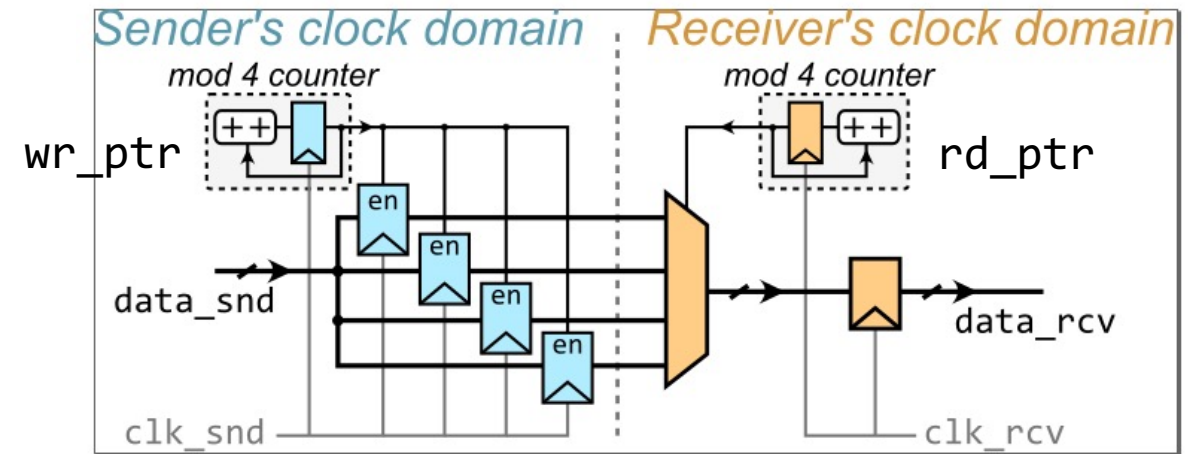 Sender's clock domain
Receiver's clock domain
mod 4 counter
mod 4 counter
++
++
wr_ptr
rd_ptr
en
en
en
en
data_snd
data_rcv
clk_snd
clk_rcv